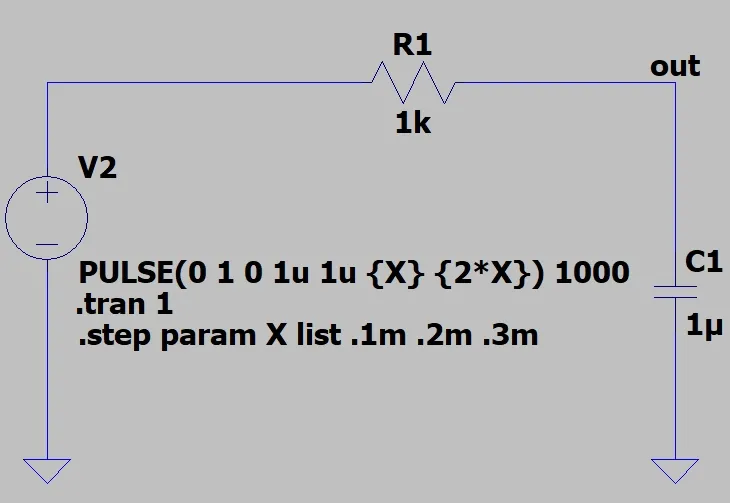 R1
out
1k
V2
PULSE(0 1 0 1u 1u {X} {2*X}) 1000
C1
.tran 1
.step param X list .1m .2m .3m
1µ